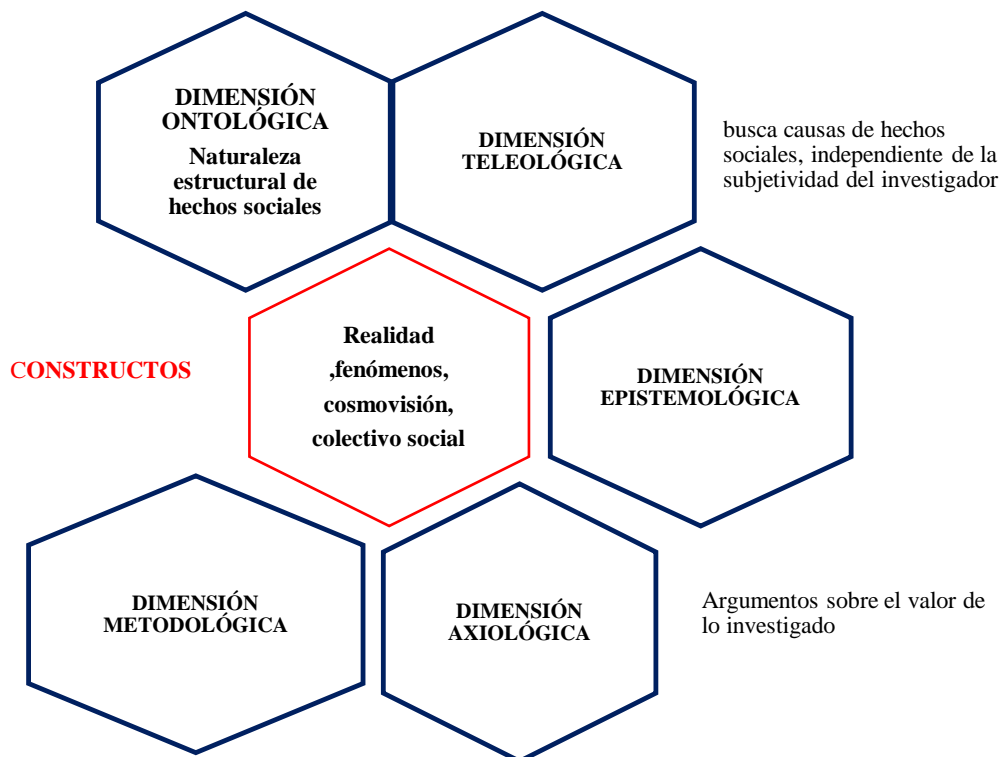 DIMENSIÓN
ONTOLÓGICA
Naturaleza
estructural de
hechos sociales
DIMENSIÓN
TELEOLÓGICA
busca causas de hechos
sociales, independiente de la
subjetividad del investigador
CONSTRUCTOS
Realidad
,fenómenos,
cosmovisión,
colectivo social
DIMENSIÓN
EPISTEMOLÓGICA
DIMENSIÓN
METODOLÓGICA
DIMENSIÓN
AXIOLÓGICA
Argumentos sobre el valor de
lo investigado